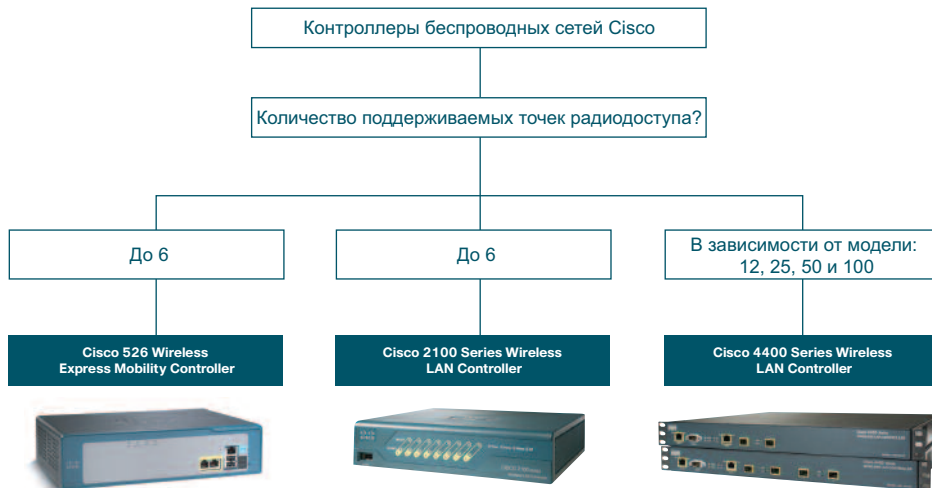 Контроллеры беспроводных сетей Cisco
Количество поддерживаемых точек радиодоступа?
До 6
До 6
В зависимости от модели:
12, 25, 50 и 100
Cisco 526 Wireless
Express Mobility Controller
Cisco 2100 Series Wireless
LAN Controller
Cisco 4400 Series Wireless
LAN Controller